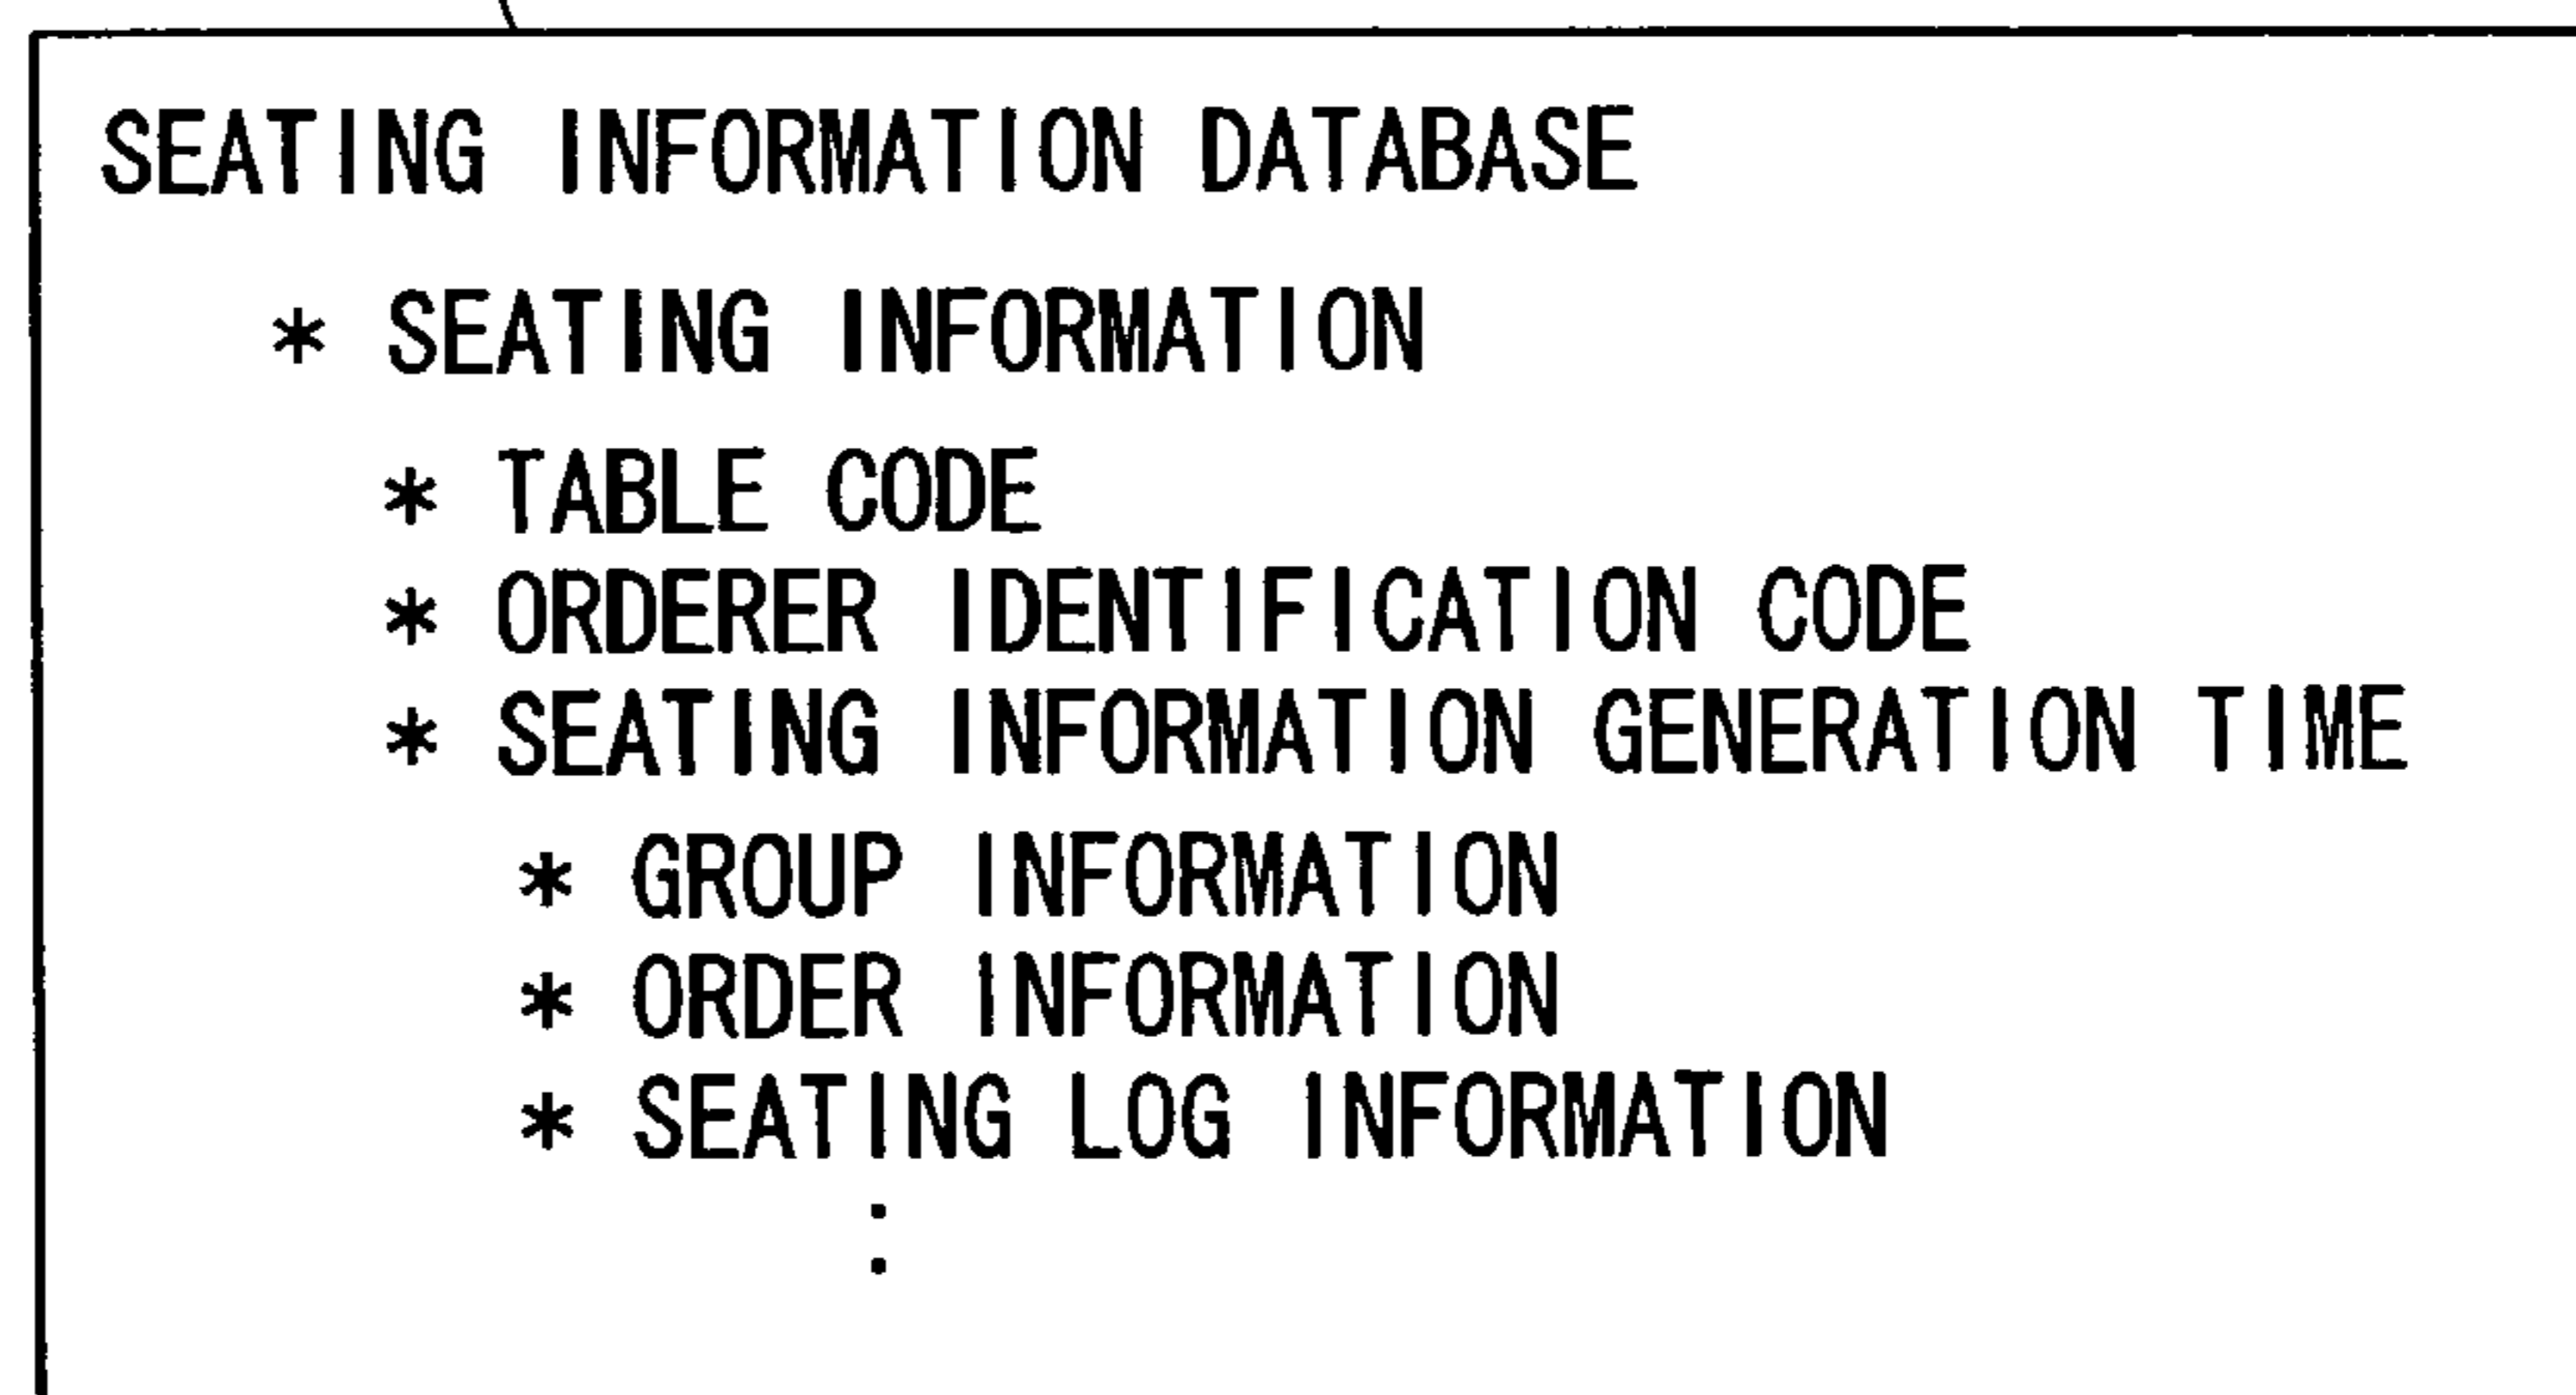 SEATING INFORMATION DATABASE
* SEATING INFORMATION
* TABLE CODE
* ORDERER IDENTIFICATION CODE
* SEATING INFORMATION GENERATION TIME
* GROUP INFORMATION
* ORDER INFORMATION
* SEATING LOG INFORMATION
: